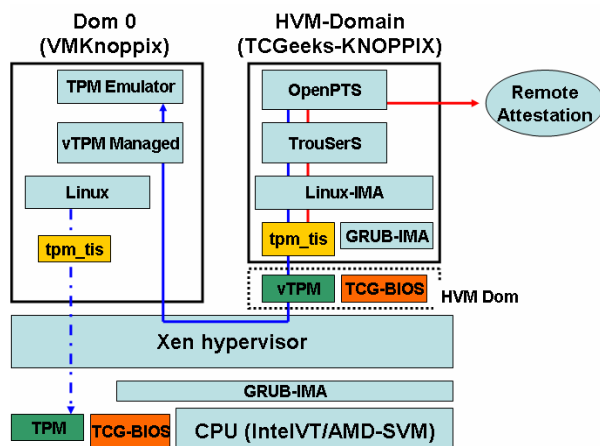 Dom 0
(VMKnoppix)
HVM-Domain
(TCGeeks-KNOPPIX)
TPM Emulator
vTPM Managed
Linux
tpm_tis
OpenPTS
TrouSerS
Linux-IMA
tpm_tis
GRUB-IMA
Remote
Attestation
vTPM
TCG-BIOS
HVM Dom
Xen hypervisor
GRUB-IMA
TPM
TCG-BIOS
CPU (IntelVT/AMD-SVM)